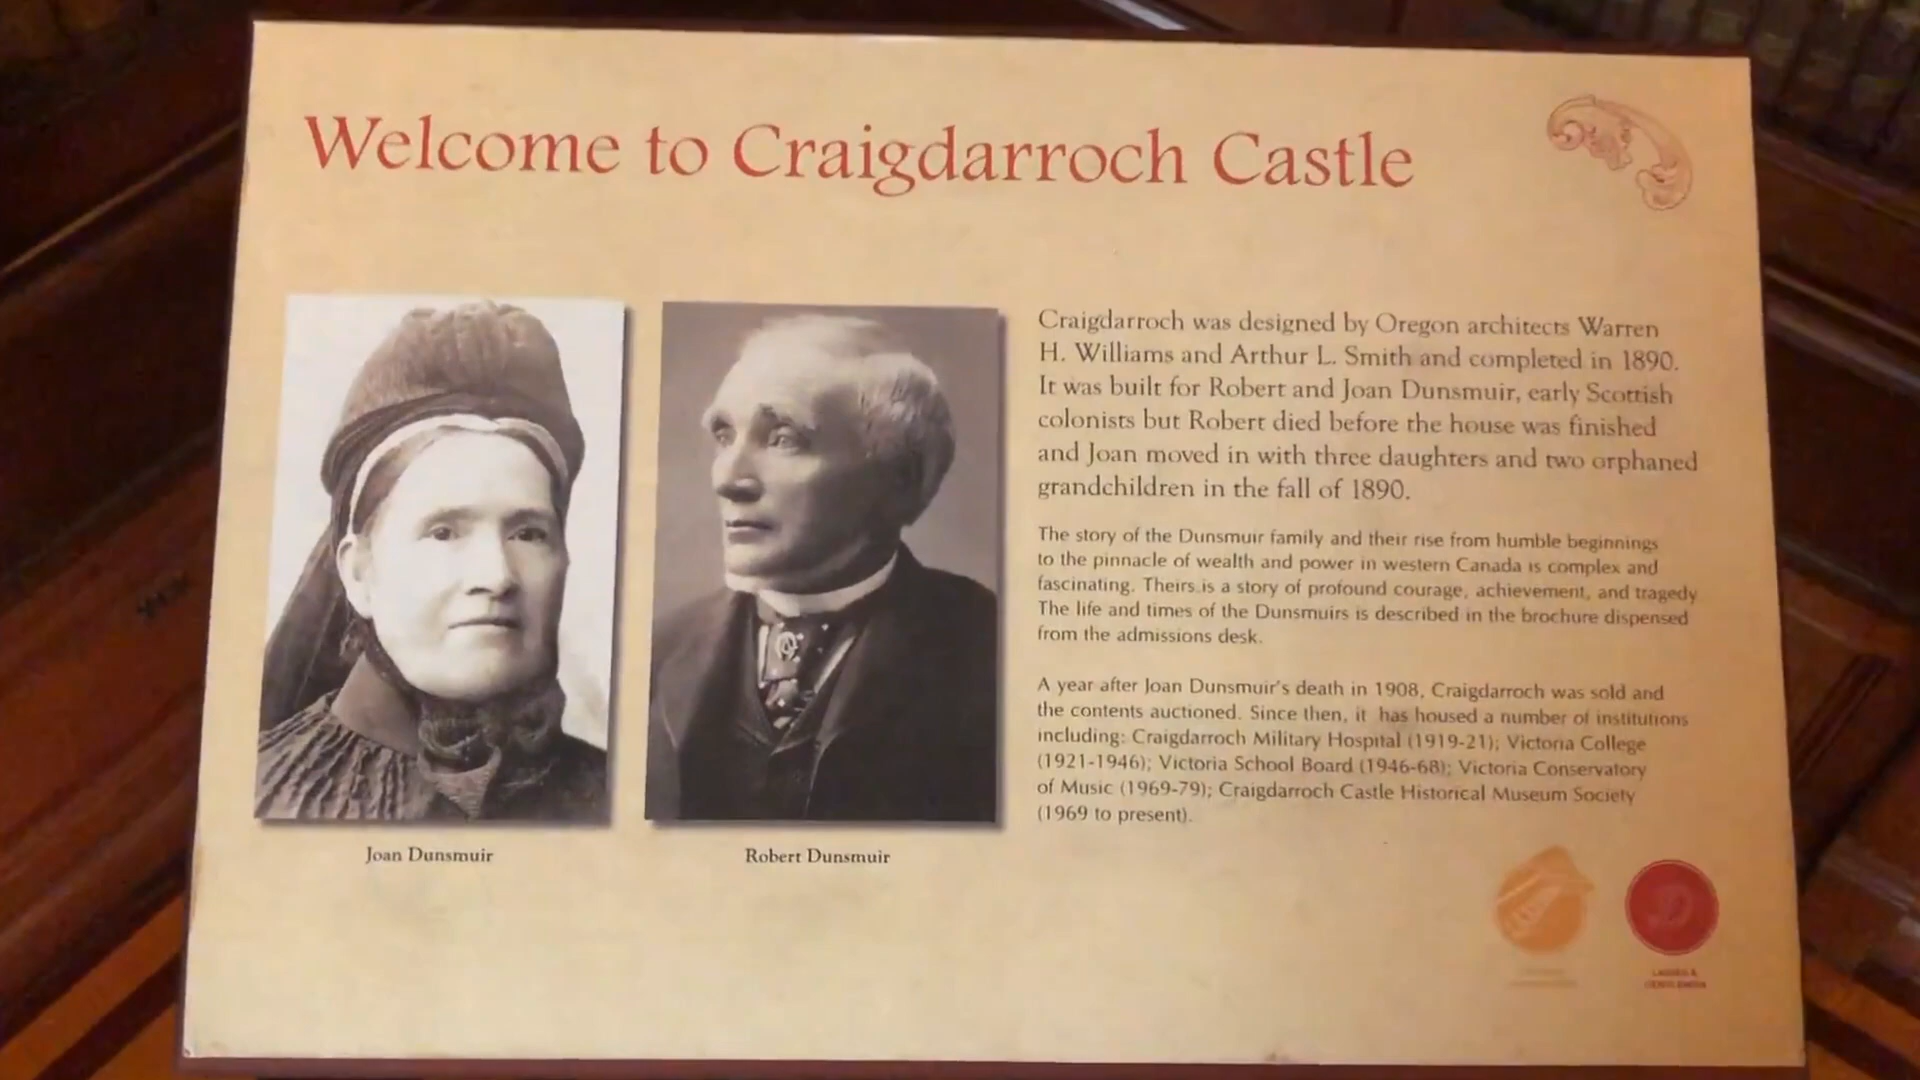 Welcome to Craigdarroch Castle
Craigdarroch was designed by Oregon architects Warren
H. Williams and Arthur L. Smith and completed in 1890.
It was built for Robert and Joan Dunsmuir, early Scottish
colonists but Robert died before the house was finished
and Joan moved in with three daughters and two orphaned
grandchildren in the fall of 1890.
The story of the Dunsmuir family and their rise from humble beginnings
to the pinnacle of wealth and power in western Canada is complex and
fascinating. Theirs is a story of profound courage, achievement, and tragedy
The life and times of the Dunsmuirs is described in the brochure dispensed
from the admissions desk.
A year after Joan Dunsmuir's death in 1908, Craigdarroch was sold and
the contents auctioned. Since then, it has housed a number of institutions
including: Craigdarroch Military Hospital (1919-21); Victoria College
(1921-1946); Victoria School Board (1946-68); Victoria Conservatory
of Music (1969-79); Craigdarroch Castle Historical Museum Society
(1969 to present).
Joan Dunsmuir
Robert Dunsmuir
D